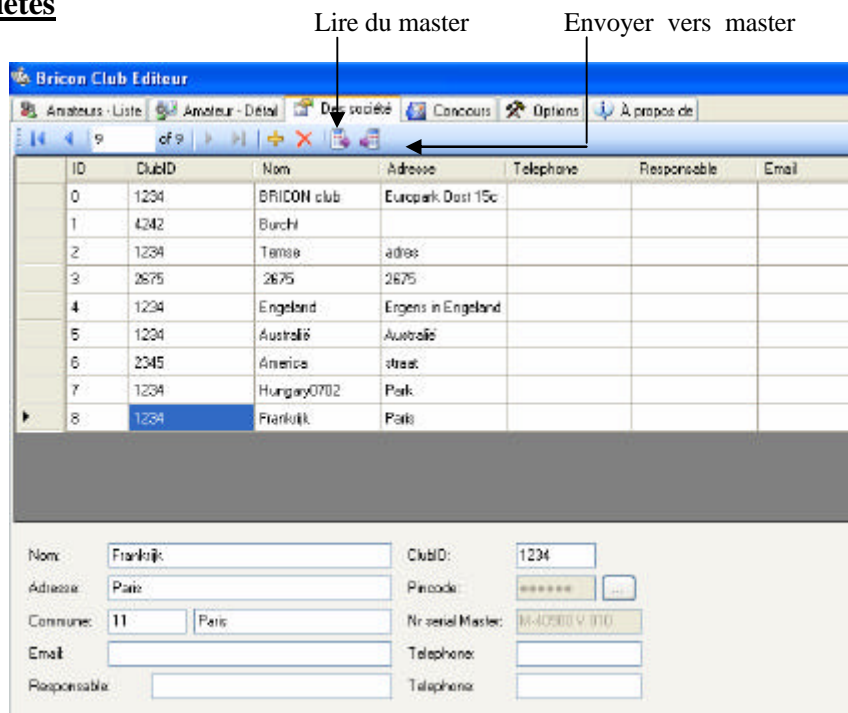 iétés
Lire du master Envoyer vers master
Bricon Club Editeur
Amateurs - Liste Amateur - Détail Des société Concours Options À propos de
9 of 9
ID ClubID Nom Adresse Telephone Responsable Email
0 1234 BRICON club Europark Oost 15c
1 4242 Burcht
2 1234 Temse adres
3 2675 2675 2675
4 1234 Engeland Ergens in Engeland
5 1234 Australië Australië
6 2345 America straat
7 1234 Hungary0702 Park
8 1234 Frankrijk Paris
Nom: Frankrijk ClubID: 1234
Adresse: Paris Pincode: ●●●●●● ...
Commune: 11 Paris Nr serial Master:
Email: Telephone:
Responsable: Telephone: